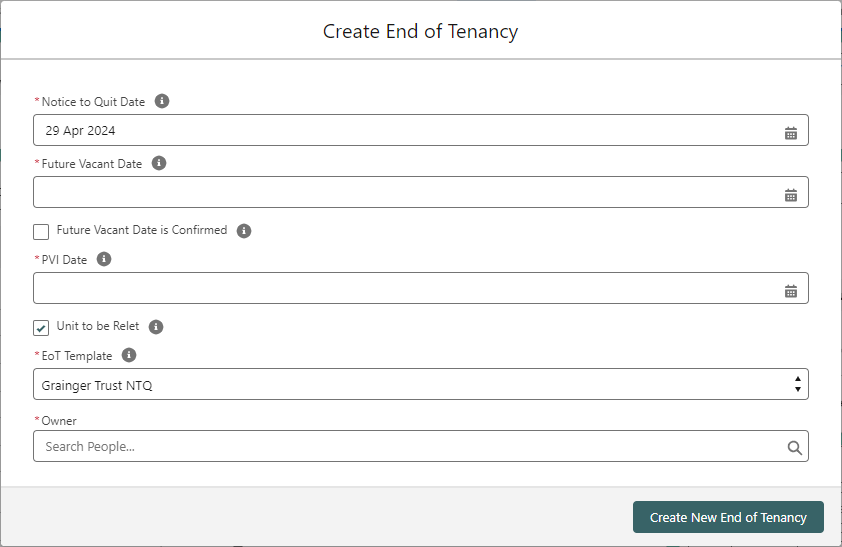 Create End of Tenancy
*Notice to Quit Date
29 Apr 2024
*Future Vacant Date
Future Vacant Date is Confirmed
*PVI Date
Unit to be Relet
*EoT Template
Grainger Trust NTQ
*Owner
Search People...
Create New End of Tenancy